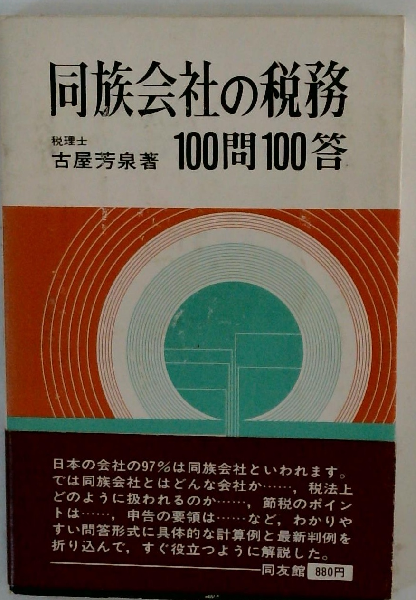 同族会社の税務
100問100答
税理士
古屋芳泉著
日本の会社の97%は同族会社といわれます。
では同族会社とはどんな会社か……，税法上
どのように扱われるのか……，節税のポイン
トは……，申告の要領は……など，わかりや
すい問答形式に具体的な計算例と最新判例を
折り込んで，すぐ役立つように解説した。
同友館 880円